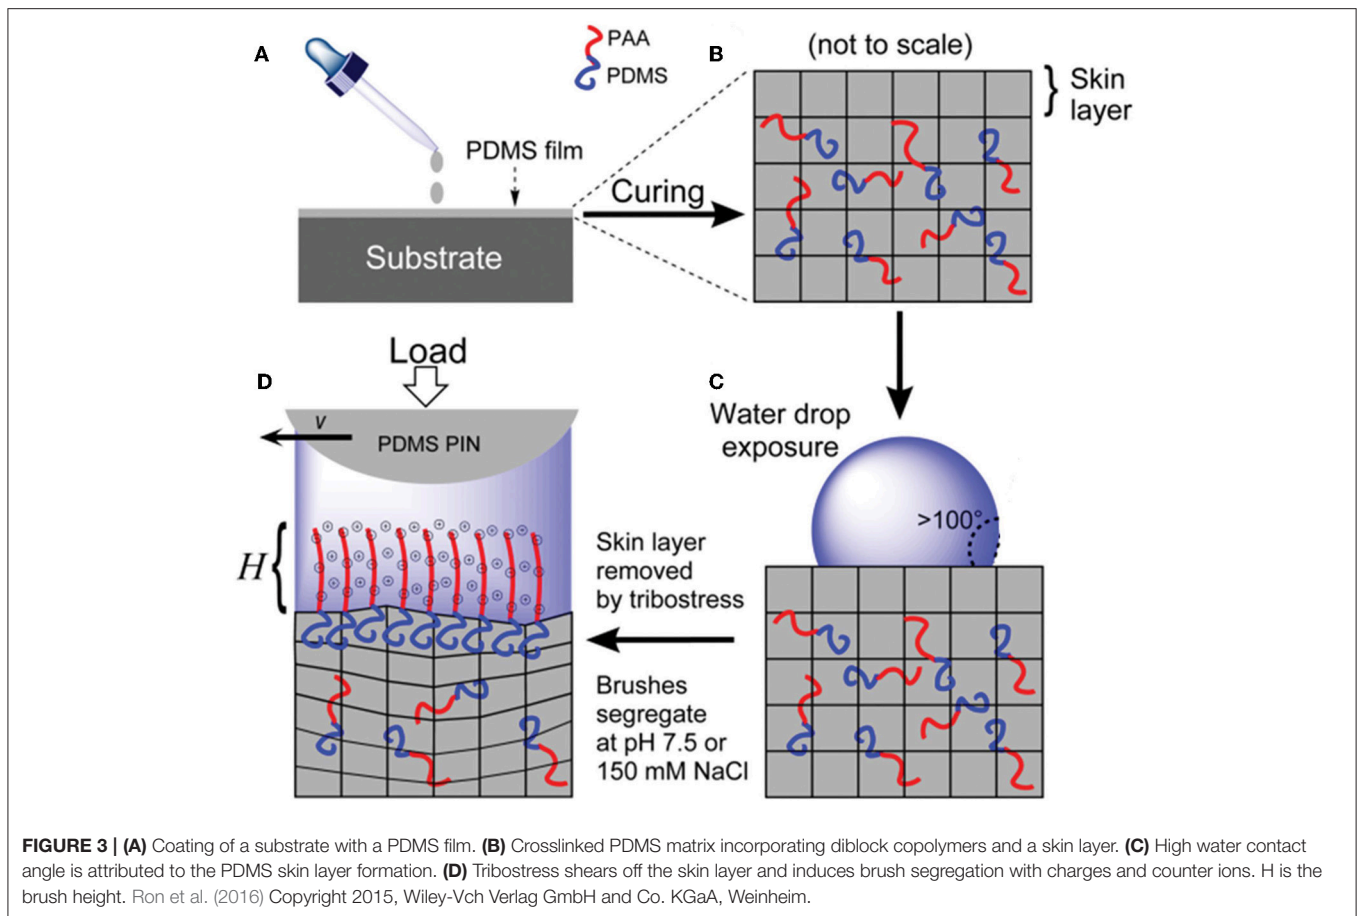 A
PAA
PDMS
PDMS film
Substrate
Curing
B
(not to scale)
Skin
layer
C
Water drop
exposure
>100°
Skin layer
removed
by tribostress
Brushes
segregate
at pH 7.5 or
150 mM NaCl
D
Load
v
PDMS PIN
H
FIGURE 3 | (A) Coating of a substrate with a PDMS film. (B) Crosslinked PDMS matrix incorporating diblock copolymers and a skin layer. (C) High water contact
angle is attributed to the PDMS skin layer formation. (D) Tribostress shears off the skin layer and induces brush segregation with charges and counter ions. H is the
brush height. Ron et al. (2016) Copyright 2015, Wiley-Vch Verlag GmbH and Co. KGaA, Weinheim.